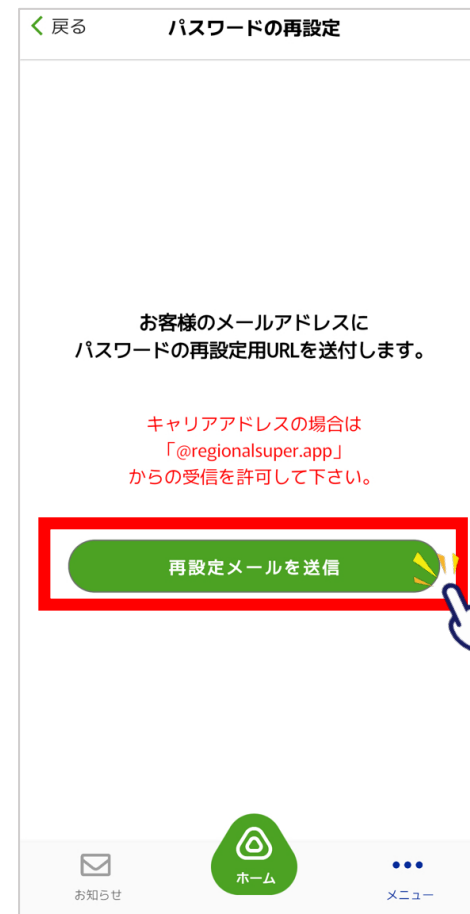 戻る パスワードの再設定
お客様のメールアドレスに
パスワードの再設定用URLを送付します。
キャリアアドレスの場合は
「@regionalsuper.app」
からの受信を許可して下さい。
再設定メールを送信
お知らせ ホーム メニュー